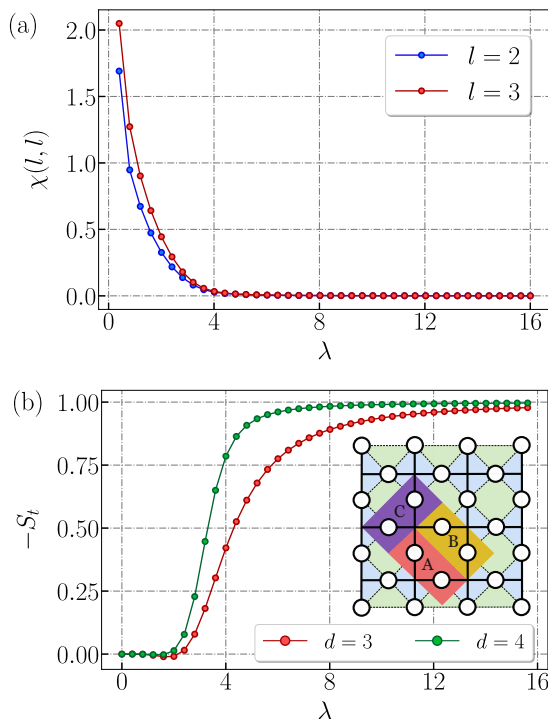 (a)
2.0
1.5
1.0
0.5
0.0
χ(l, l)
l = 2
l = 3
0 4 8 12 16
λ
(b)
1.00
0.75
0.50
0.25
0.00
−S_t
C
B
A
d = 3 d = 4
0 4 8 12 16
λ